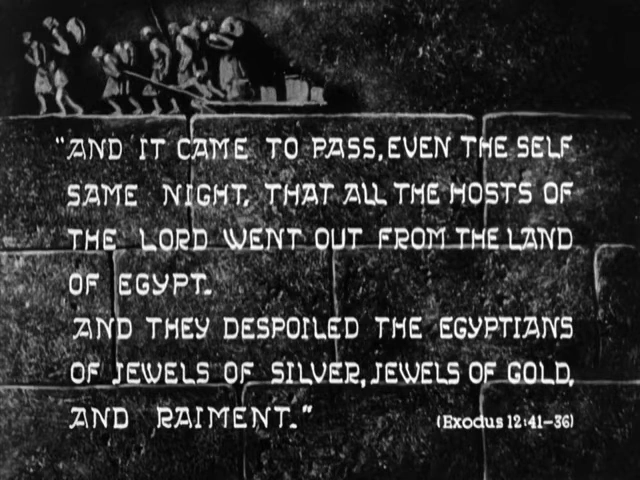 "AND IT CAME TO PASS, EVEN THE SELF
SAME NIGHT, THAT ALL THE HOSTS OF
THE LORD WENT OUT FROM THE LAND
OF EGYPT.
AND THEY DESPOILED THE EGYPTIANS
OF JEWELS OF SILVER, JEWELS OF GOLD,
AND RAIMENT."
(Exodus 12:41-36)